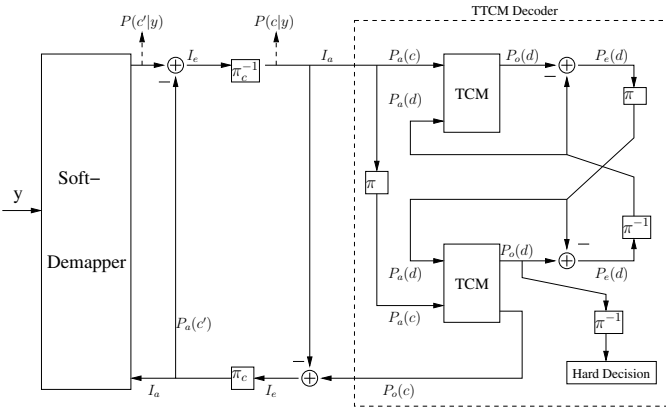 TTCM Decoder
P(c'|y)
P(c|y)
I_e
I_a
P_a(c)
P_o(d)
P_e(d)
π_c^{-1}
TCM
P_a(d)
π
Soft−
π
y
π^{-1}
Demapper
P_o(d)
P_e(d)
P_a(d)
TCM
P_a(c)
P_a(c')
π^{-1}
π_c
Hard Decision
I_a
I_e
P_o(c)
−
−
−
−